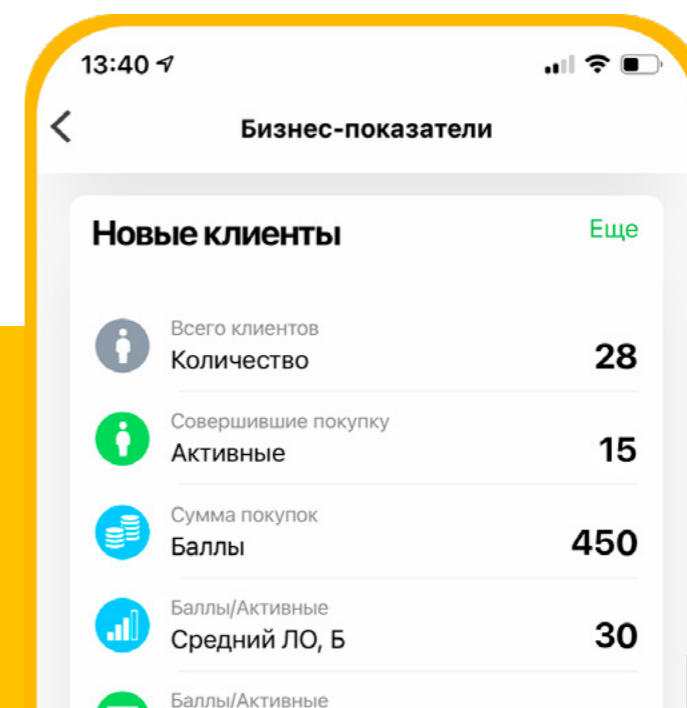 13:40
Бизнес-показатели
Новые клиенты
Еще
Всего клиентов
Количество
28
Совершившие покупку
Активные
15
Сумма покупок
Баллы
450
Баллы/Активные
Средний ЛО, Б
30
Баллы/Активные